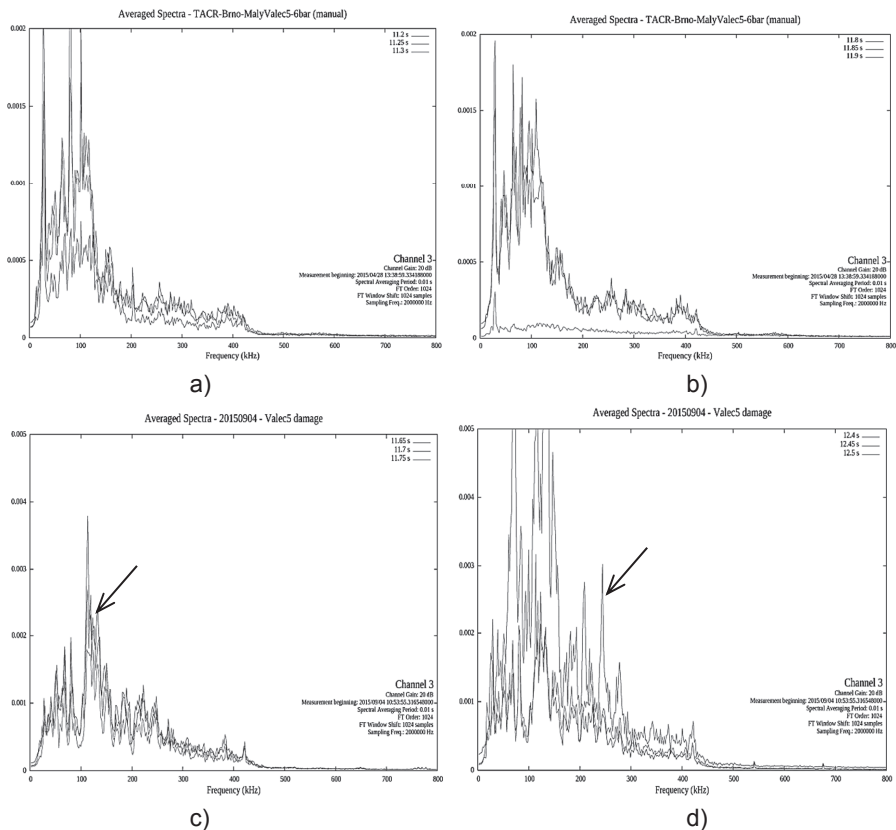 Averaged Spectra - TACR-Brno-MalyValec5-6bar (manual)
11.2 s
11.25 s
11.3 s
0.002
0.0015
0.001
0.0005
0
Channel 3
Channel Gain: 20 dB
Measurement beginning: 2015/04/28 13:38:59.334188000
Spectral Averaging Period: 0.01 s
FT Order: 1024
FT Window Shift: 1024 samples
Sampling Freq.: 2000000 Hz
0 100 200 300 400 500 600 700 800
Frequency (kHz)
a)
Averaged Spectra - TACR-Brno-MalyValec5-6bar (manual)
11.8 s
11.85 s
11.9 s
0.002
0.0015
0.001
0.0005
0
Channel 3
Channel Gain: 20 dB
Measurement beginning: 2015/04/28 13:38:59.334188000
Spectral Averaging Period: 0.01 s
FT Order: 1024
FT Window Shift: 1024 samples
Sampling Freq.: 2000000 Hz
0 100 200 300 400 500 600 700 800
Frequency (kHz)
b)
Averaged Spectra - 20150904 - Valec5 damage
11.65 s
11.7 s
11.75 s
0.005
0.004
0.003
0.002
0.001
0
Channel 3
Channel Gain: 20 dB
Measurement beginning: 2015/09/04 10:53:55.316548000
Spectral Averaging Period: 0.01 s
FT Order: 1024
FT Window Shift: 1024 samples
Sampling Freq.: 2000000 Hz
0 100 200 300 400 500 600 700 800
Frequency (kHz)
c)
Averaged Spectra - 20150904 - Valec5 damage
12.4 s
12.45 s
12.5 s
0.005
0.004
0.003
0.002
0.001
0
Channel 3
Channel Gain: 20 dB
Measurement beginning: 2015/09/04 10:53:55.316548000
Spectral Averaging Period: 0.01 s
FT Order: 1024
FT Window Shift: 1024 samples
Sampling Freq.: 2000000 Hz
0 100 200 300 400 500 600 700 800
Frequency (kHz)
d)